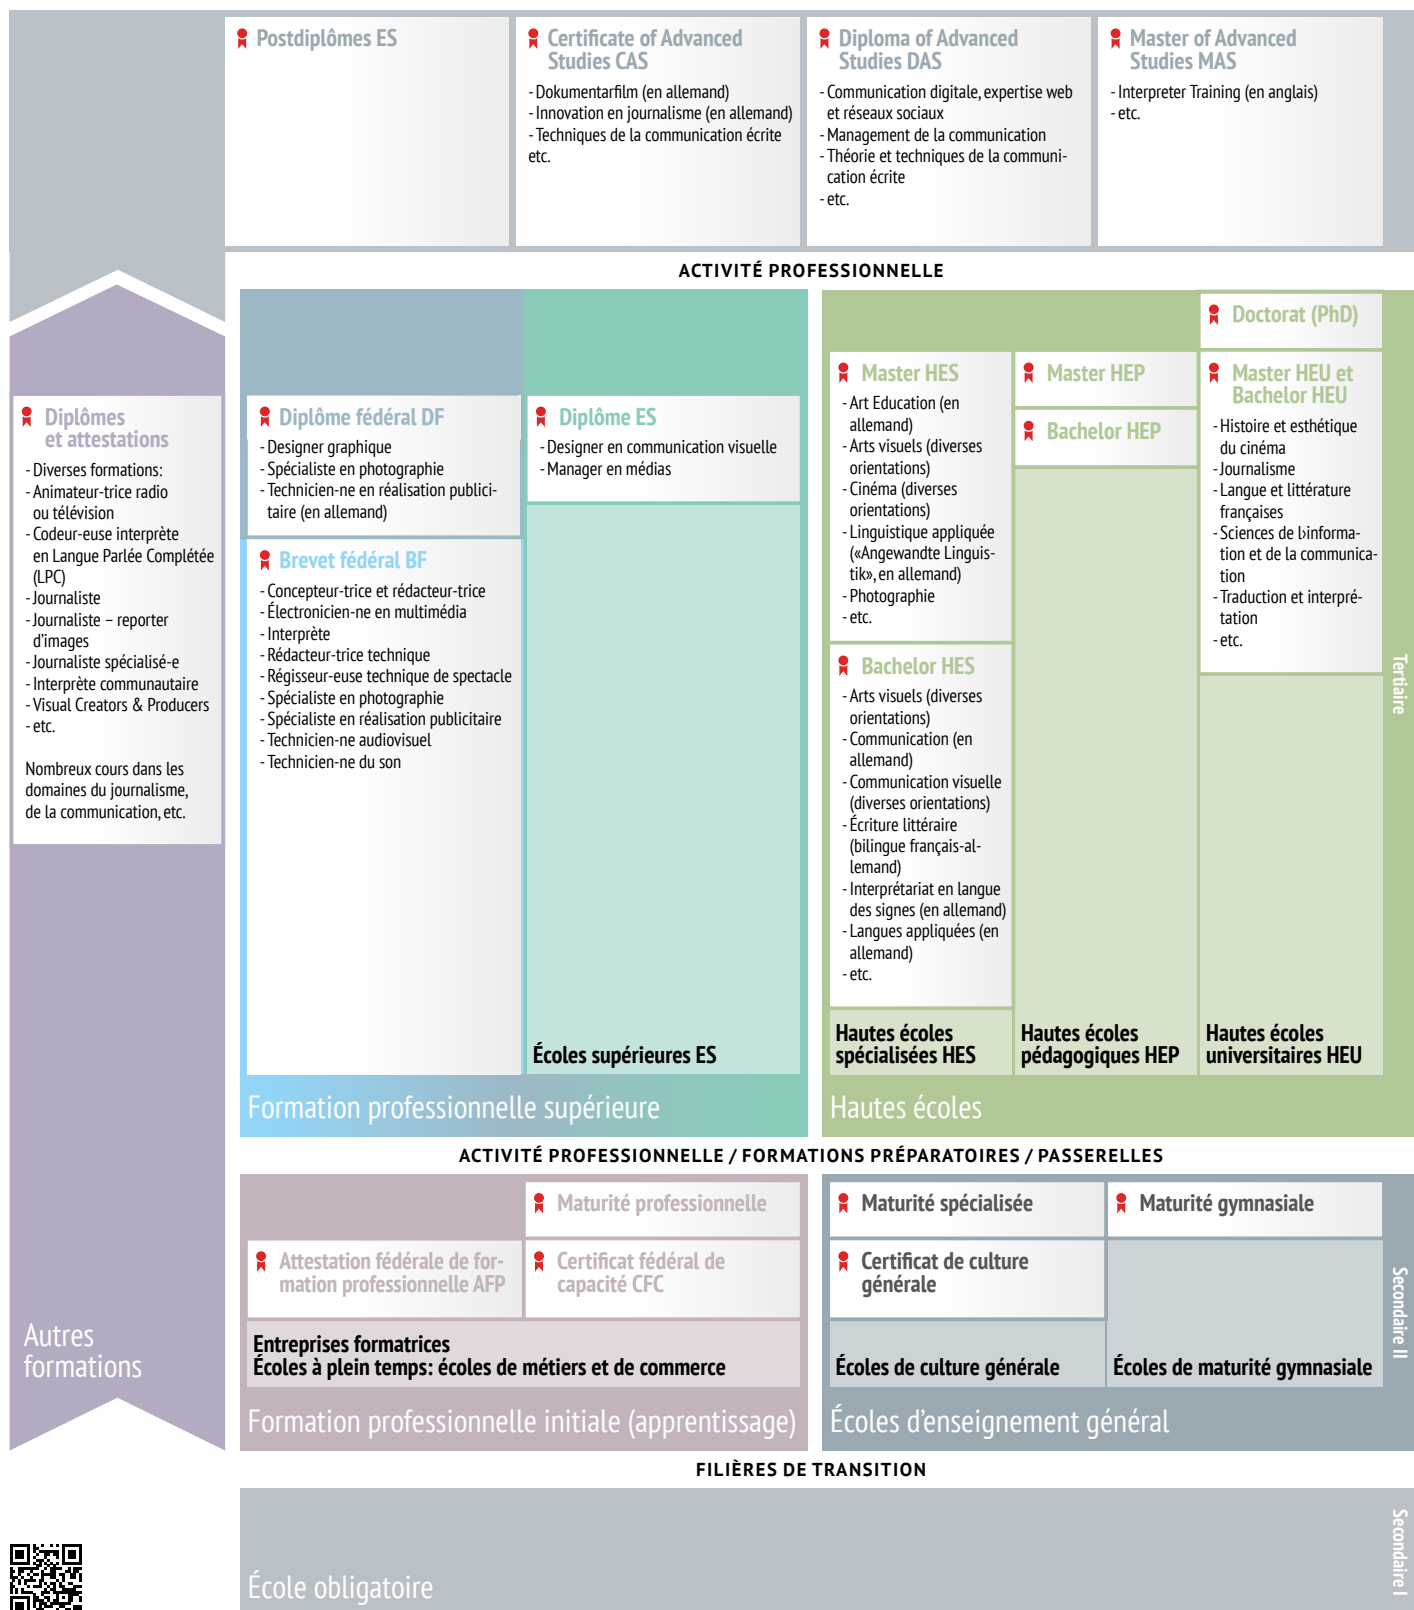 Postdiplômes ES
Certificate of Advanced
Studies CAS
- Dokumentarfilm (en allemand)
- Innovation en journalisme (en allemand)
- Techniques de la communication écrite
etc.
Diploma of Advanced
Studies DAS
- Communication digitale, expertise web
et réseaux sociaux
- Management de la communication
- Théorie et techniques de la communi-
cation écrite
- etc.
Master of Advanced
Studies MAS
- Interpreter Training (en anglais)
- etc.
ACTIVITÉ PROFESSIONNELLE
Diplômes
et attestations
- Diverses formations:
- Animateur-trice radio
ou télévision
- Codeur-euse interprète
en Langue Parlée Complétée
(LPC)
- Journaliste
- Journaliste – reporter
d'images
- Journaliste spécialisé-e
- Interprète communautaire
- Visual Creators & Producers
- etc.
Nombreux cours dans les
domaines du journalisme,
de la communication, etc.
Autres
formations
Diplôme fédéral DF
- Designer graphique
- Spécialiste en photographie
- Technicien-ne en réalisation publici-
taire (en allemand)
Brevet fédéral BF
- Concepteur-trice et rédacteur-trice
- Électronicien-ne en multimédia
- Interprète
- Rédacteur-trice technique
- Régisseur-euse technique de spectacle
- Spécialiste en photographie
- Spécialiste en réalisation publicitaire
- Technicien-ne audiovisuel
- Technicien-ne du son
Diplôme ES
- Designer en communication visuelle
- Manager en médias
Écoles supérieures ES
Formation professionnelle supérieure
Master HES
- Art Education (en
allemand)
- Arts visuels (diverses
orientations)
- Cinéma (diverses
orientations)
- Linguistique appliquée
(«Angewandte Linguis-
tik», en allemand)
- Photographie
- etc.
Bachelor HES
- Arts visuels (diverses
orientations)
- Communication (en
allemand)
- Communication visuelle
(diverses orientations)
- Écriture littéraire
(bilingue français-al-
lemand)
- Interprétariat en langue
des signes (en allemand)
- Langues appliquées (en
allemand)
- etc.
Hautes écoles
spécialisées HES
Master HEP
Bachelor HEP
Hautes écoles
pédagogiques HEP
Doctorat (PhD)
Master HEU et
Bachelor HEU
- Histoire et esthétique
du cinéma
- Journalisme
- Langue et littérature
françaises
- Sciences de l›informa-
tion et de la communica-
tion
- Traduction et interpré-
tation
- etc.
Hautes écoles
universitaires HEU
Hautes écoles
Tertiaire
ACTIVITÉ PROFESSIONNELLE / FORMATIONS PRÉPARATOIRES / PASSERELLES
Maturité professionnelle
Attestation fédérale de for-
mation professionnelle AFP
Certificat fédéral de
capacité CFC
Entreprises formatrices
Écoles à plein temps: écoles de métiers et de commerce
Formation professionnelle initiale (apprentissage)
Maturité spécialisée
Certificat de culture
générale
Écoles de culture générale
Maturité gymnasiale
Écoles de maturité gymnasiale
Écoles d'enseignement général
Secondaire II
FILIÈRES DE TRANSITION
École obligatoire
Secondaire I